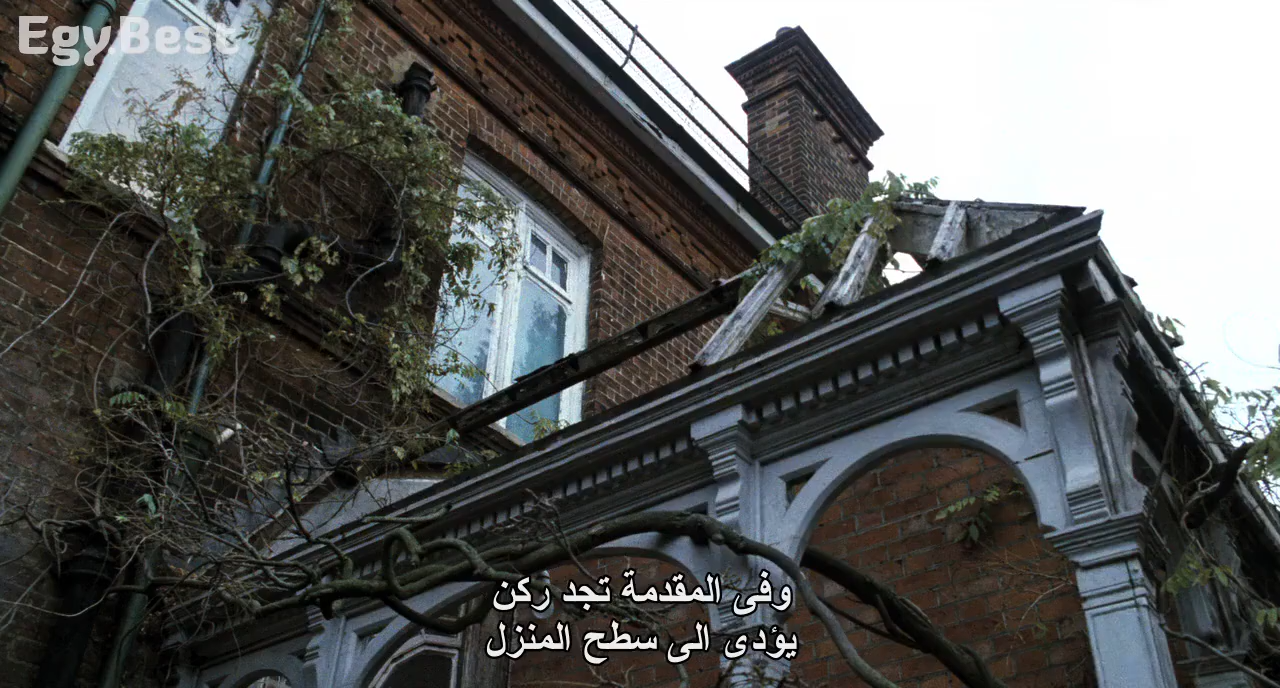 EgyBest
وفى المقدمة تجد ركن
يؤدى الى سطح المنزل